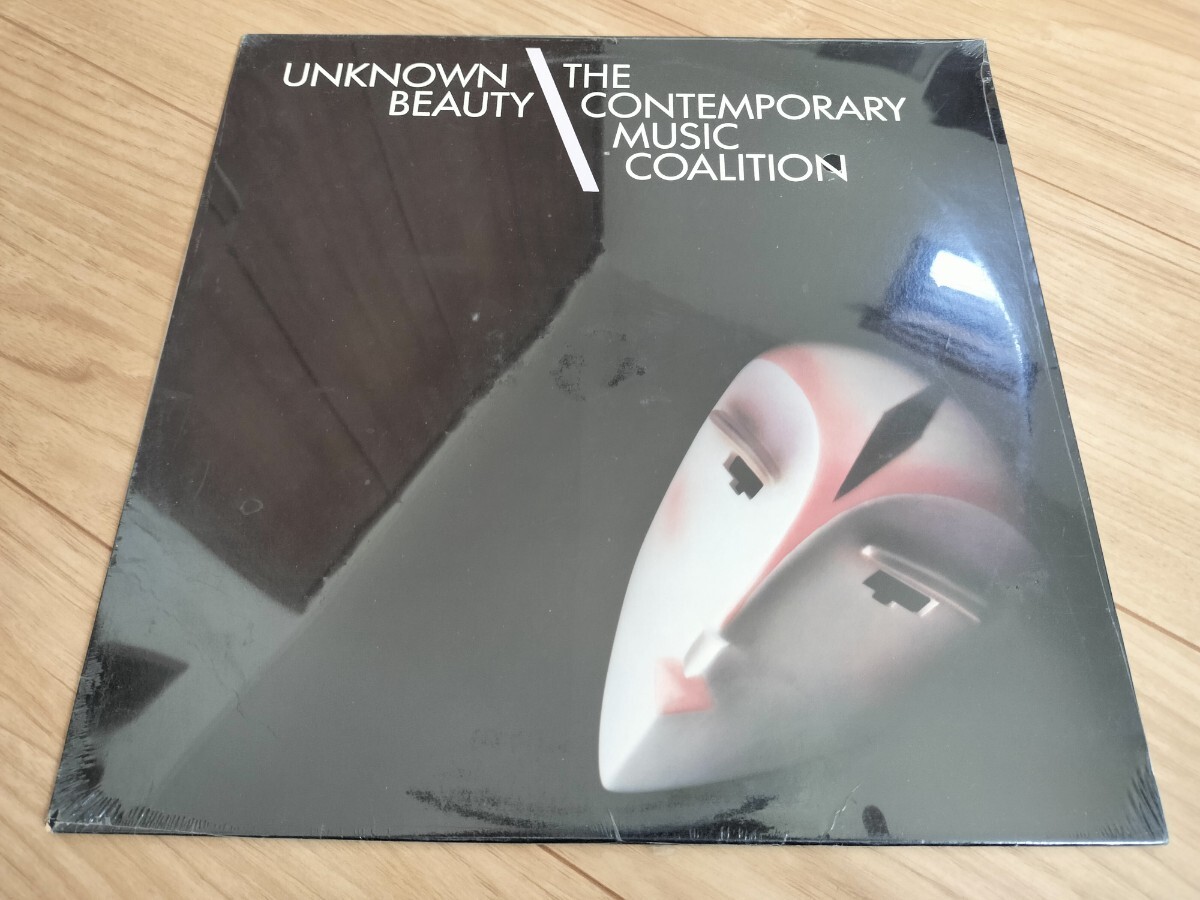 UNKNOWN
BEAUTY
THE
CONTEMPORARY
MUSIC
COALITION